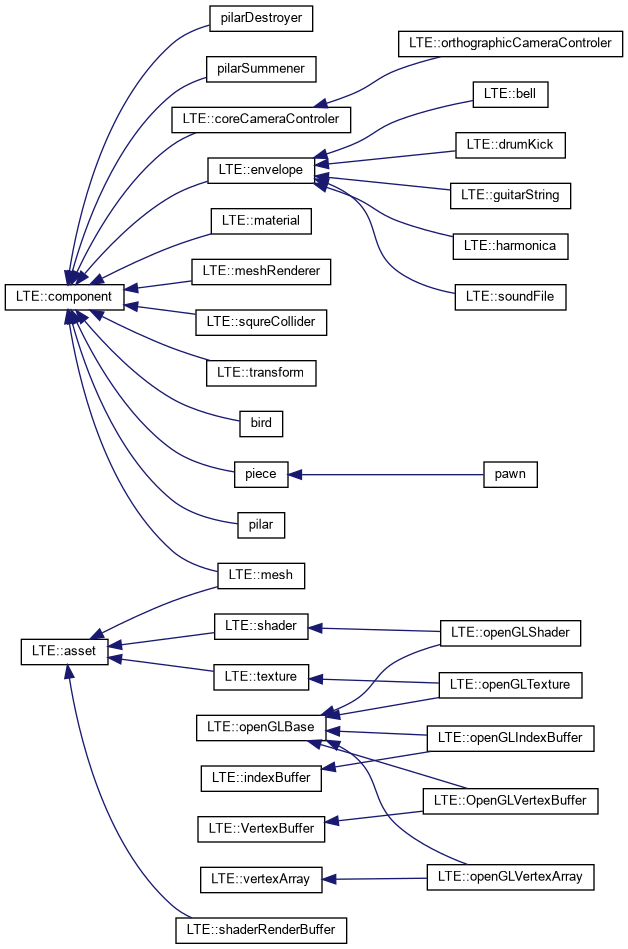 pilarDestroyer
LTE::orthographicCameraControler
pilarSummener
LTE::bell
LTE::coreCameraControler
LTE::drumKick
LTE::envelope
LTE::guitarString
LTE::material
LTE::harmonica
LTE::meshRenderer
LTE::component
LTE::soundFile
LTE::squreCollider
LTE::transform
bird
piece
pawn
pilar
LTE::mesh
LTE::shader
LTE::openGLShader
LTE::asset
LTE::texture
LTE::openGLTexture
LTE::openGLBase
LTE::openGLIndexBuffer
LTE::indexBuffer
LTE::OpenGLVertexBuffer
LTE::VertexBuffer
LTE::vertexArray
LTE::openGLVertexArray
LTE::shaderRenderBuffer